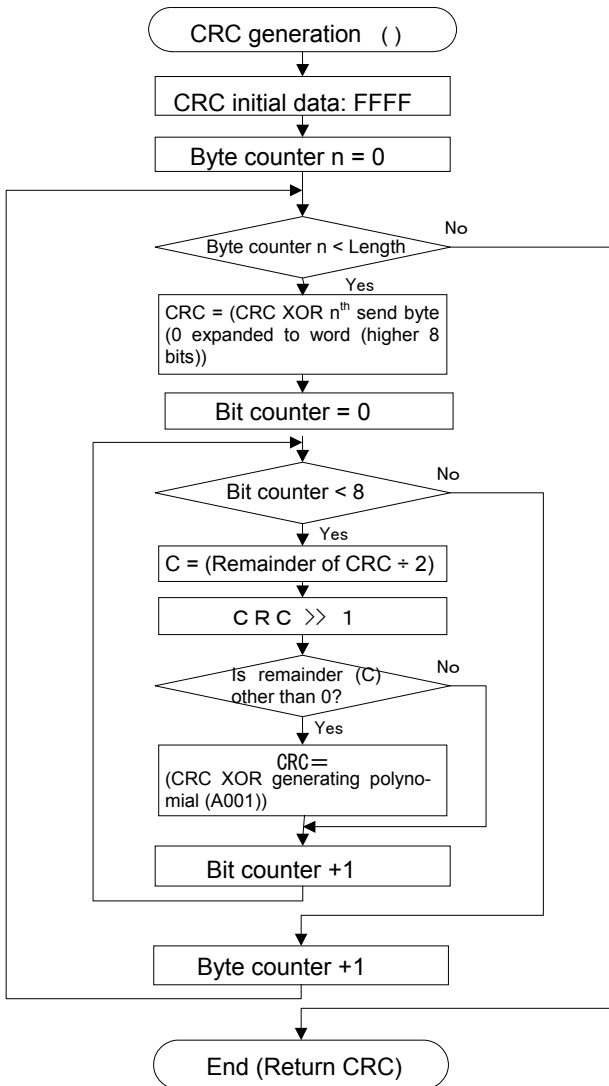 CRC generation ( )
CRC initial data: FFFF
Byte counter n = 0
No
Byte counter n < Length
Yes
CRC = (CRC XOR nth send byte
(0 expanded to word (higher 8
bits))
Bit counter = 0
No
Bit counter < 8
Yes
C = (Remainder of CRC ÷ 2)
CRC >> 1
Is remainder (C)
other than 0?
No
Yes
CRC=
(CRC XOR generating polyno-
mial (A001))
Bit counter +1
Byte counter +1
End (Return CRC)